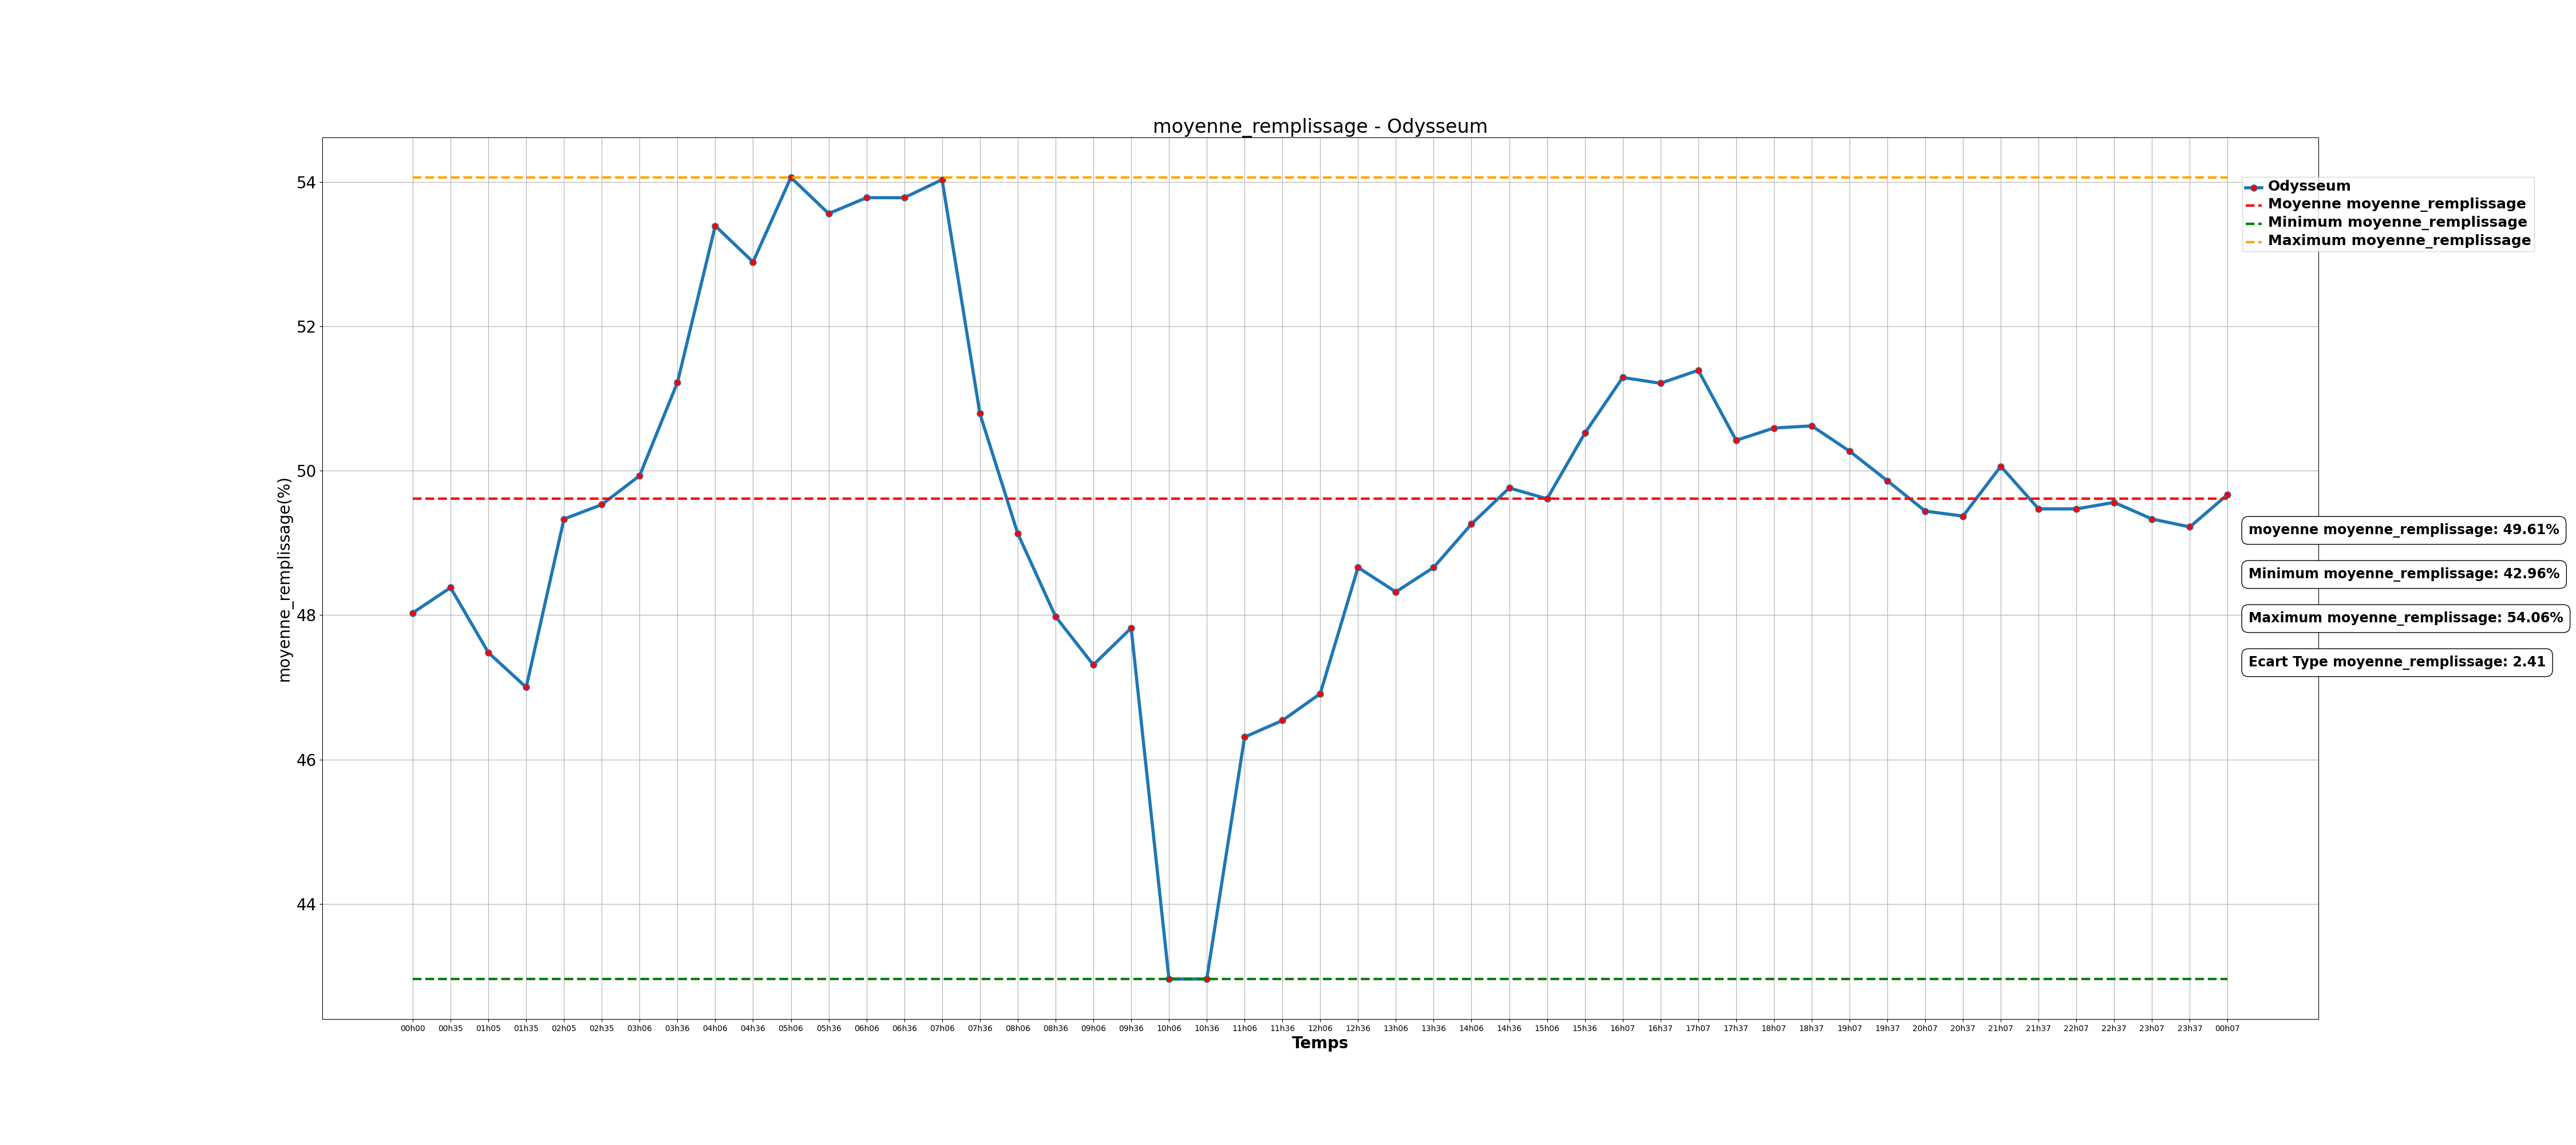 moyenne_remplissage - Odysseum
moyenne_remplissage(%)
54
52
50
48
46
44
Odysseum
Moyenne moyenne_remplissage
Minimum moyenne_remplissage
Maximum moyenne_remplissage
moyenne moyenne_remplissage: 49.61%
Minimum moyenne_remplissage: 42.96%
Maximum moyenne_remplissage: 54.06%
Ecart Type moyenne_remplissage: 2.41
00h00 00h35 01h05 01h35 02h05 02h35 03h06 03h36 04h06 04h36 05h06 05h36 06h06 06h36 07h06 07h36 08h06 08h36 09h06 09h36 10h06 10h36 11h06 11h36 12h06 12h36 13h06 13h36 14h06 14h36 15h06 15h36 16h07 16h37 17h07 17h37 18h07 18h37 19h07 19h37 20h07 20h37 21h07 21h37 22h07 22h37 23h07 23h37 00h07
Temps